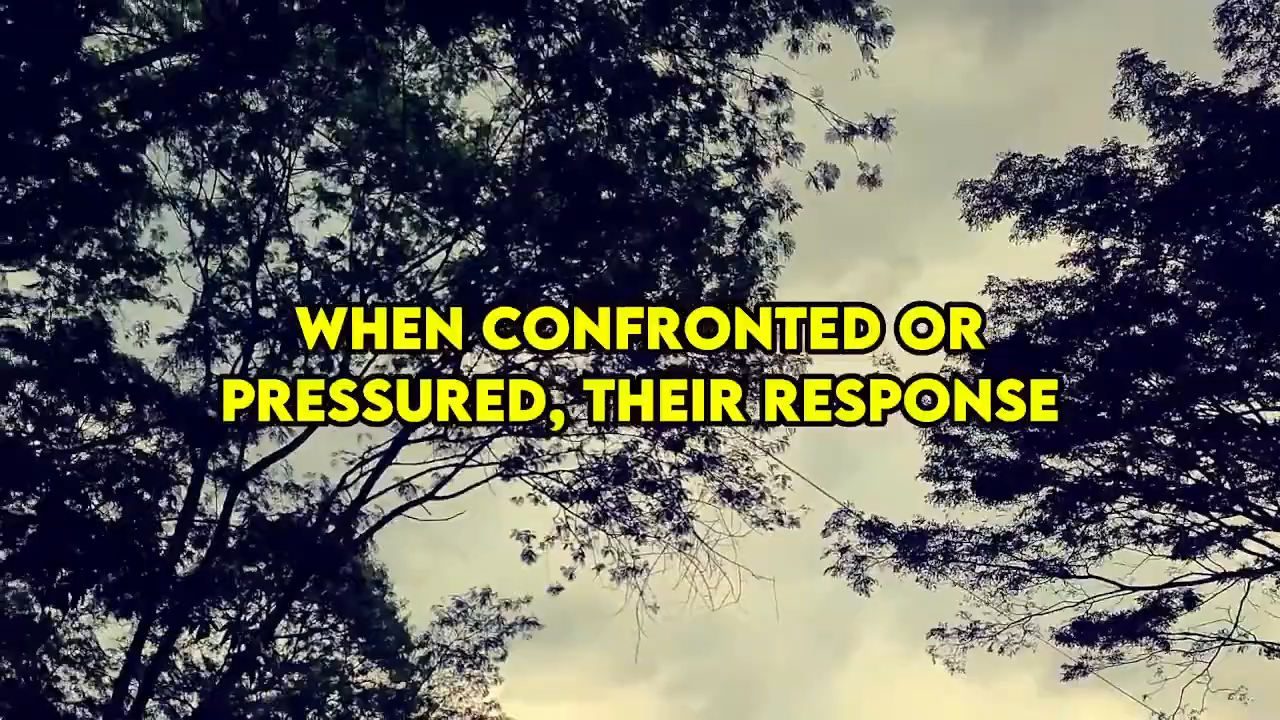 WHEN CONFRONTED OR
PRESSURED, THEIR RESPONSE